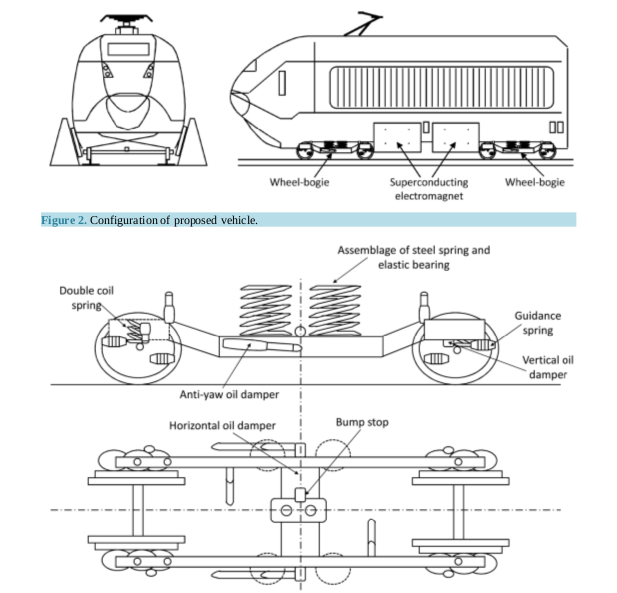 Wheel-bogie
Superconducting
electromagnet
Wheel-bogie
Figure 2. Configuration of proposed vehicle.
Assemblage of steel spring and
elastic bearing
Double coil
spring
Guidance
spring
Vertical oil
damper
Anti-yaw oil damper
Horizontal oil damper
Bump stop